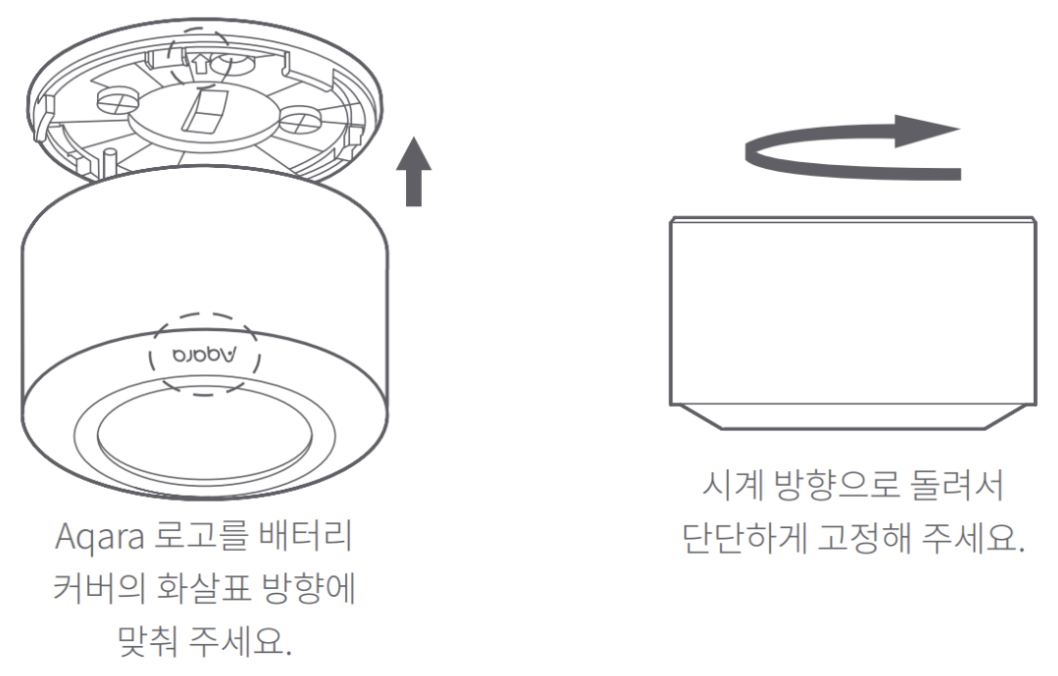 Aqara
Aqara 로고를 배터리
커버의 화살표 방향에
맞춰 주세요.
시계 방향으로 돌려서
단단하게 고정해 주세요.